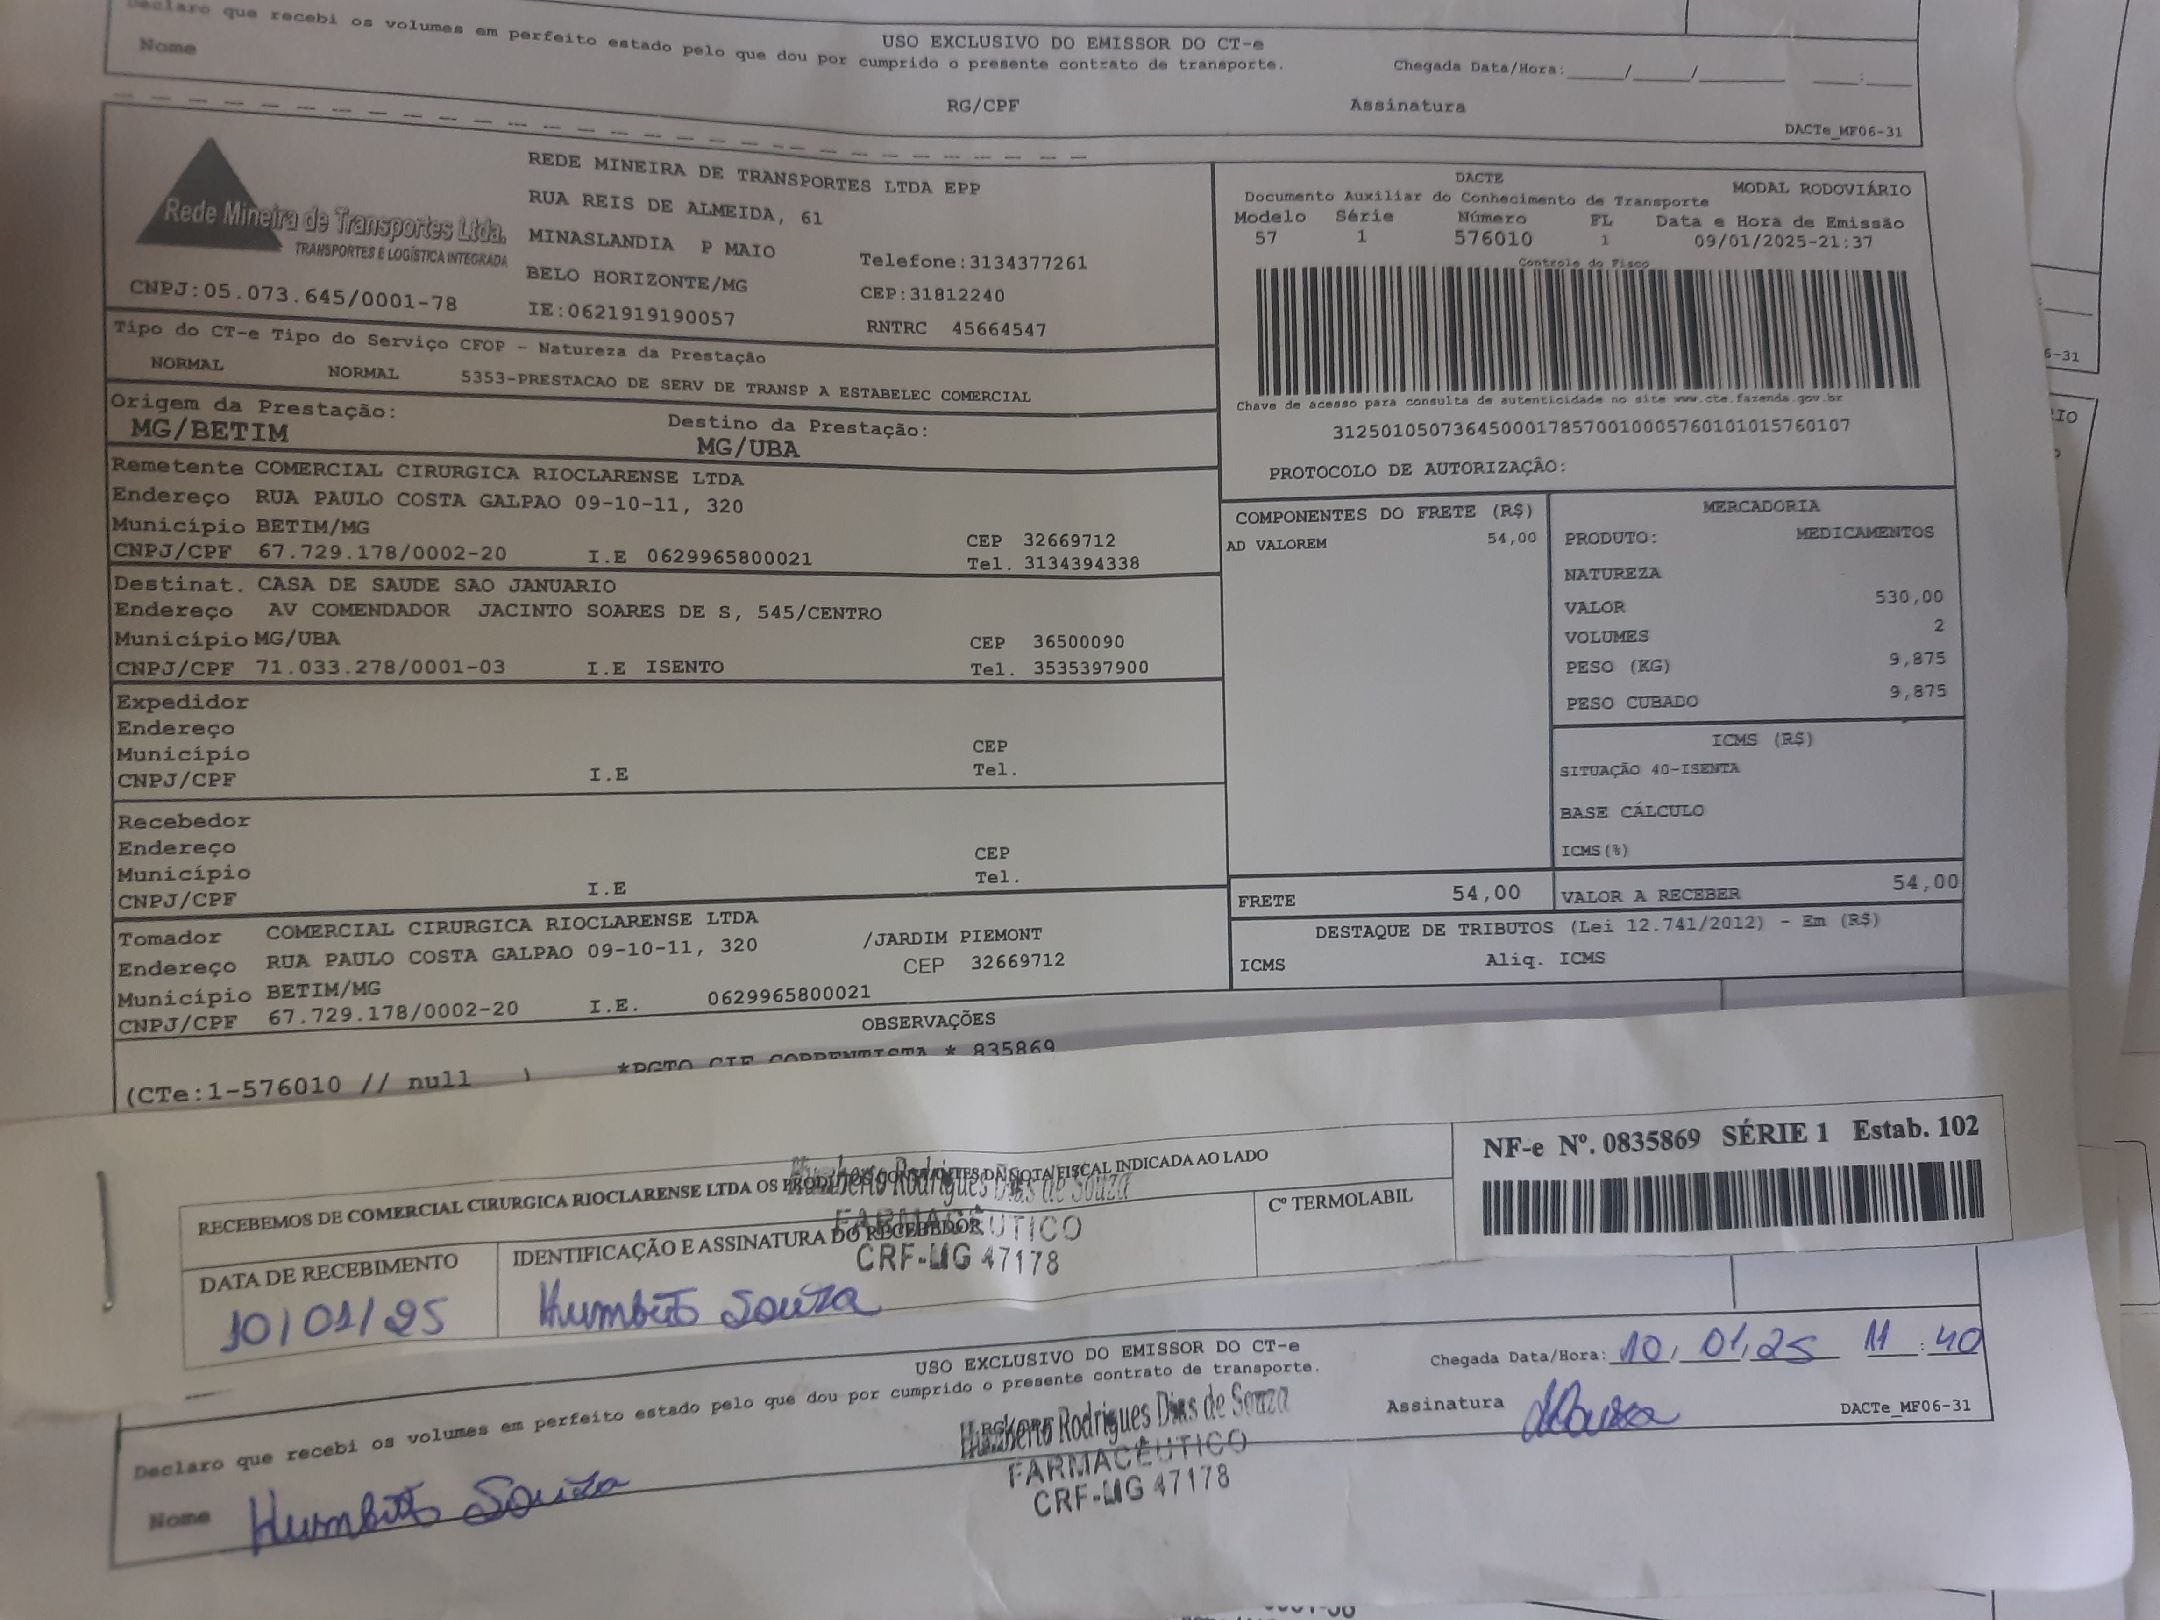 Declaro que recebi os volumes em perfeito estado pelo que dou por cumprido o presente contrato de transporte.
USO EXCLUSIVO DO EMISSOR DO CT-e
Nome
RG/CPF
Chegada Data/Hora:____/____/______ ___:___
Assinatura
DACTe_MF06-31
Rede Mineira de Transportes Ltda.
TRANSPORTES E LOGÍSTICA INTEGRADA
CNPJ:05.073.645/0001-78
REDE MINEIRA DE TRANSPORTES LTDA EPP
RUA REIS DE ALMEIDA, 61
MINASLANDIA P MAIO
Telefone:3134377261
BELO HORIZONTE/MG
CEP:31812240
IE:0621919190057
RNTRC 45664547
DACTE
MODAL RODOVIÁRIO
Documento Auxiliar do Conhecimento de Transporte
Modelo Série Número FL Data e Hora de Emissão
57 1 576010 1 09/01/2025-21:37
Controle do Fisco
Chave de acesso para consulta de autenticidade no site www.cte.fazenda.gov.br
31250105073645000178570010005760101015760107
PROTOCOLO DE AUTORIZAÇÃO:
Tipo do CT-e Tipo do Serviço CFOP - Natureza da Prestação
NORMAL NORMAL 5353-PRESTACAO DE SERV DE TRANSP A ESTABELEC COMERCIAL
Origem da Prestação: Destino da Prestação:
MG/BETIM MG/UBA
Remetente COMERCIAL CIRURGICA RIOCLARENSE LTDA
Endereço RUA PAULO COSTA GALPAO 09-10-11, 320
Município BETIM/MG CEP 32669712
CNPJ/CPF 67.729.178/0002-20 I.E 0629965800021 Tel. 3134394338
Destinat. CASA DE SAUDE SAO JANUARIO
Endereço AV COMENDADOR JACINTO SOARES DE S, 545/CENTRO
Município MG/UBA CEP 36500090
CNPJ/CPF 71.033.278/0001-03 I.E ISENTO Tel. 3535397900
Expedidor
Endereço
Município CEP
CNPJ/CPF I.E Tel.
Recebedor
Endereço
Município CEP
CNPJ/CPF I.E Tel.
Tomador COMERCIAL CIRURGICA RIOCLARENSE LTDA
Endereço RUA PAULO COSTA GALPAO 09-10-11, 320 /JARDIM PIEMONT
Município BETIM/MG CEP 32669712
CNPJ/CPF 67.729.178/0002-20 I.E. 0629965800021
COMPONENTES DO FRETE (R$)
AD VALOREM 54,00
MERCADORIA
PRODUTO: MEDICAMENTOS
NATUREZA
VALOR 530,00
VOLUMES 2
PESO (KG) 9,875
PESO CUBADO 9,875
ICMS (R$)
SITUAÇÃO 40-ISENTA
BASE CÁLCULO
ICMS(%)
FRETE 54,00 VALOR A RECEBER 54,00
DESTAQUE DE TRIBUTOS (Lei 12.741/2012) - Em (R$)
ICMS Aliq. ICMS
OBSERVAÇÕES
*PGTO CIF CORRENTISTA * 835869
(CTe:1-576010 // null )
RECEBEMOS DE COMERCIAL CIRURGICA RIOCLARENSE LTDA OS PRODUTOS CONSTANTES DA NOTA FISCAL INDICADA AO LADO
NF-e Nº. 0835869 SÉRIE 1 Estab. 102
DATA DE RECEBIMENTO
10/01/25
IDENTIFICAÇÃO E ASSINATURA DO RECEBEDOR
Humberto Souza
Cº TERMOLABIL
Humberto Rodrigues Dias de Souza
FARMACÊUTICO
CRF-MG 47178
USO EXCLUSIVO DO EMISSOR DO CT-e
Declaro que recebi os volumes em perfeito estado pelo que dou por cumprido o presente contrato de transporte.
Chegada Data/Hora: 10/01/25 11:40
Nome Humberto Souza
Humberto Rodrigues Dias de Souza
FARMACÊUTICO
CRF-MG 47178
Assinatura
DACTe_MF06-31
6-31